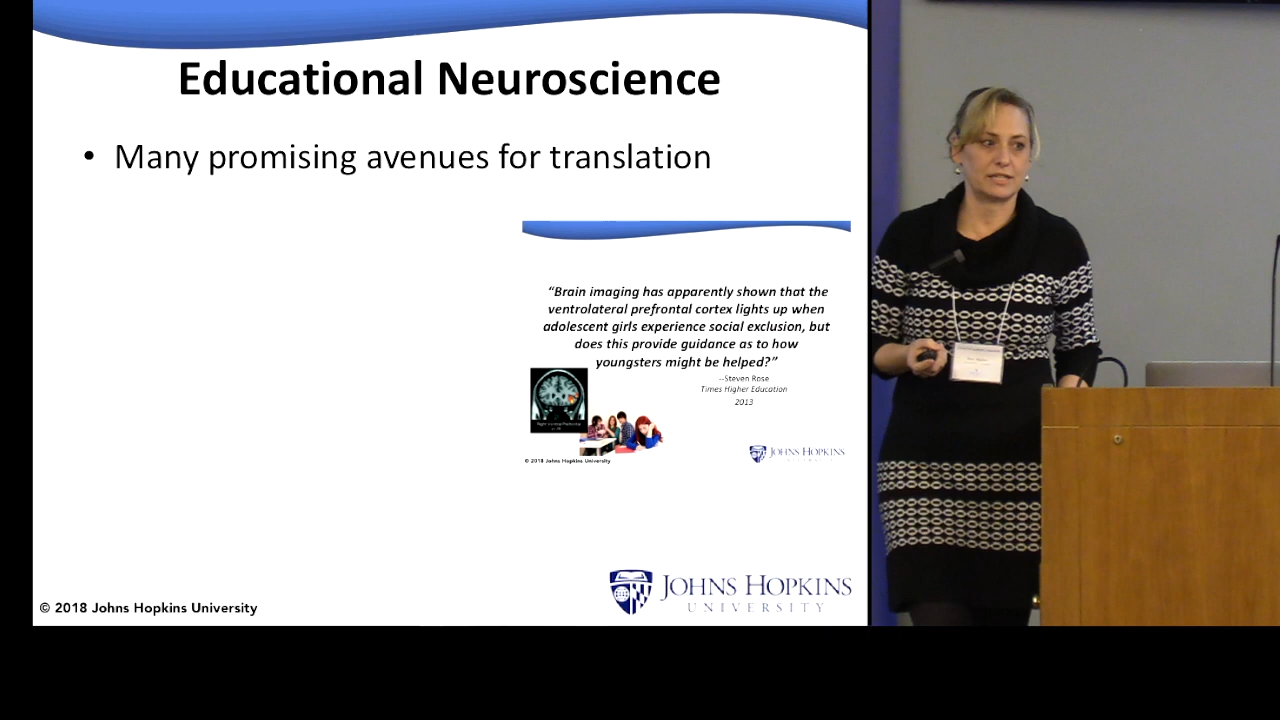 Educational Neuroscience
• Many promising avenues for translation
“Brain imaging has apparently shown that the
ventrolateral prefrontal cortex lights up when
adolescent girls experience social exclusion, but
does this provide guidance as to how
youngsters might be helped?”
--Steven Rose
Times Higher Education
2013
© 2018 Johns Hopkins University
JOHNS HOPKINS
© 2018 Johns Hopkins University
JOHNS HOPKINS
UNIVERSITY